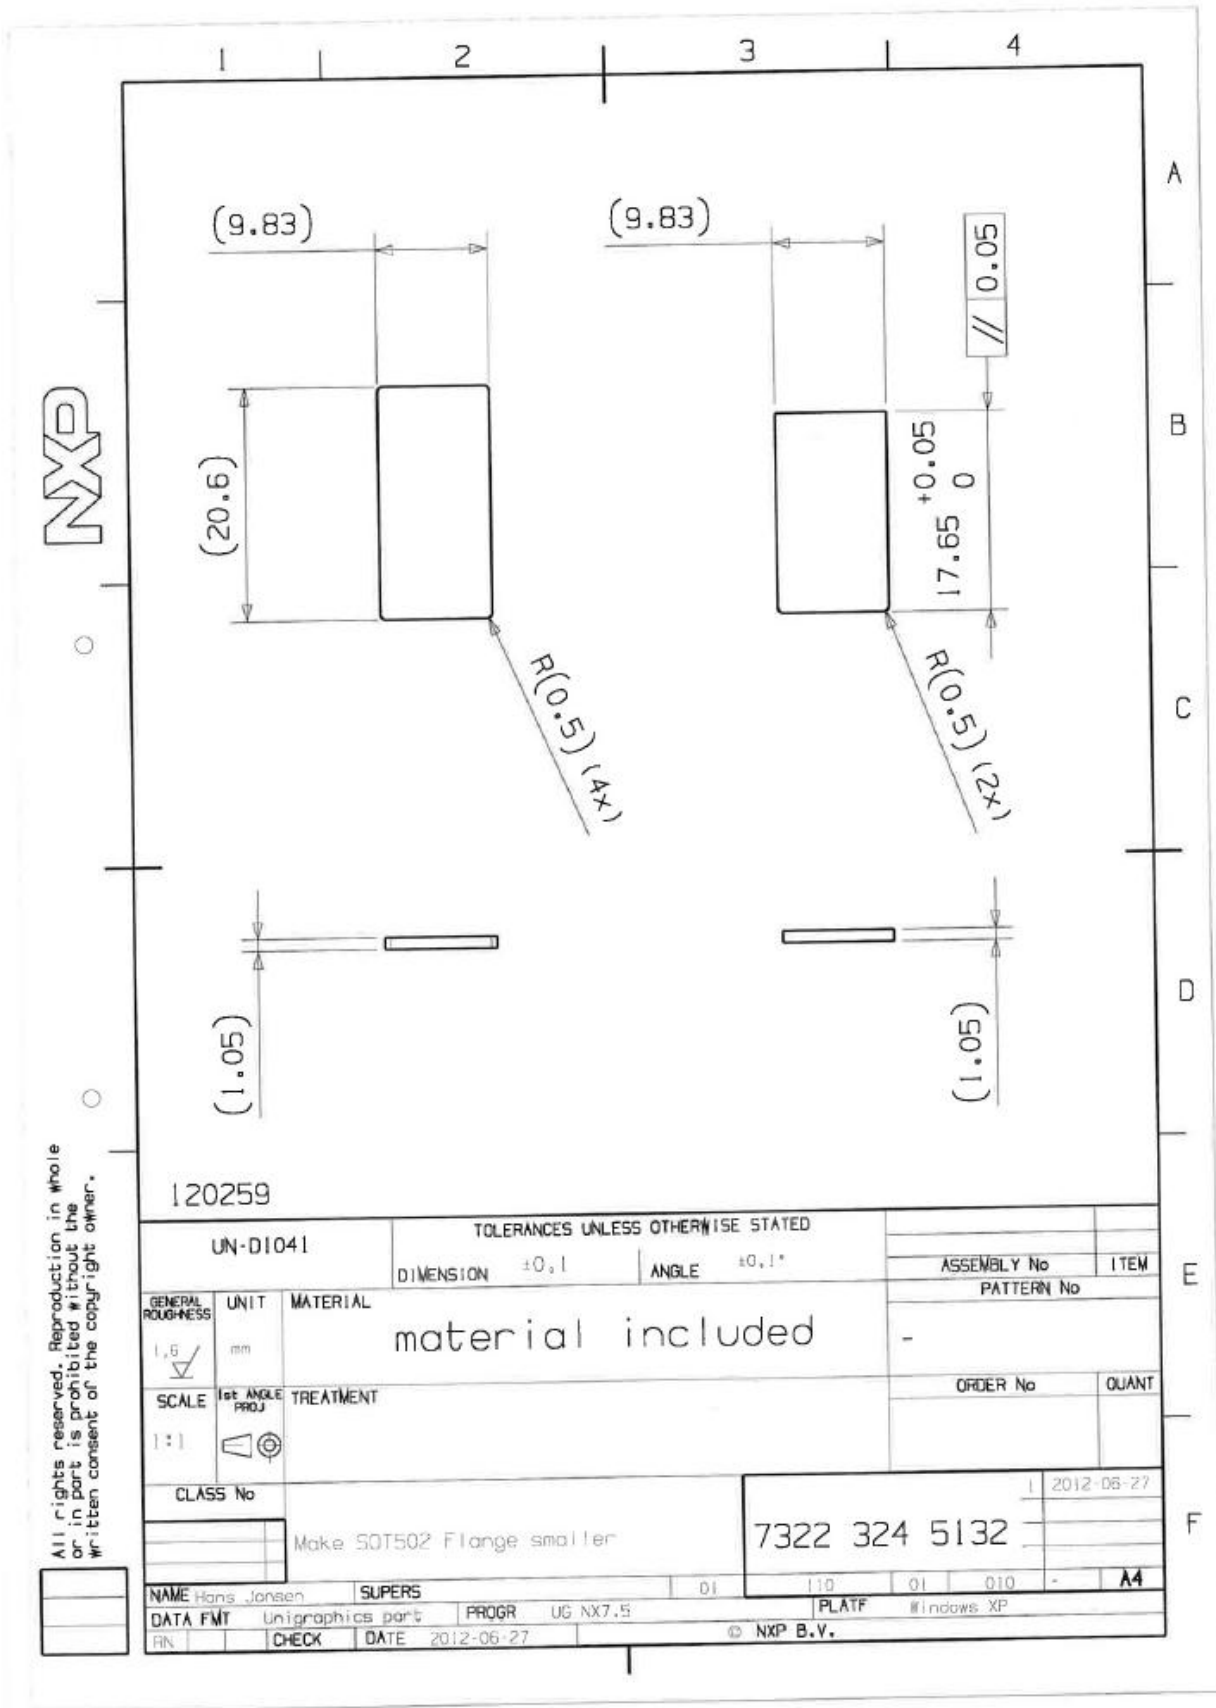 1 2 3 4
A
B
C
D
E
F
NXP
(9.83)
(9.83)
// 0.05
(20.6)
17.65 +0.05 0
R(0.5) (4x)
R(0.5) (2x)
(1.05)
(1.05)
120259
All rights reserved. Reproduction in whole
or in part is prohibited without the
written consent of the copyright owner.
UN-D1041
TOLERANCES UNLESS OTHERWISE STATED
DIMENSION ±0.1 ANGLE ±0.1°
ASSEMBLY No ITEM
PATTERN No
-
GENERAL
ROUGHNESS
1,6
UNIT
mm
MATERIAL
material included
SCALE
1:1
1st ANGLE
PROJ
TREATMENT
ORDER No QUANT
CLASS No
Make SOT502 Flange smaller
7322 324 5132
1 2012-06-27
NAME Hans Jansen SUPERS 01 110 01 010 - A4
DATA FMT Unigraphics part PROGR UG NX7.5 PLATF Windows XP
RN CHECK DATE 2012-06-27 © NXP B.V.